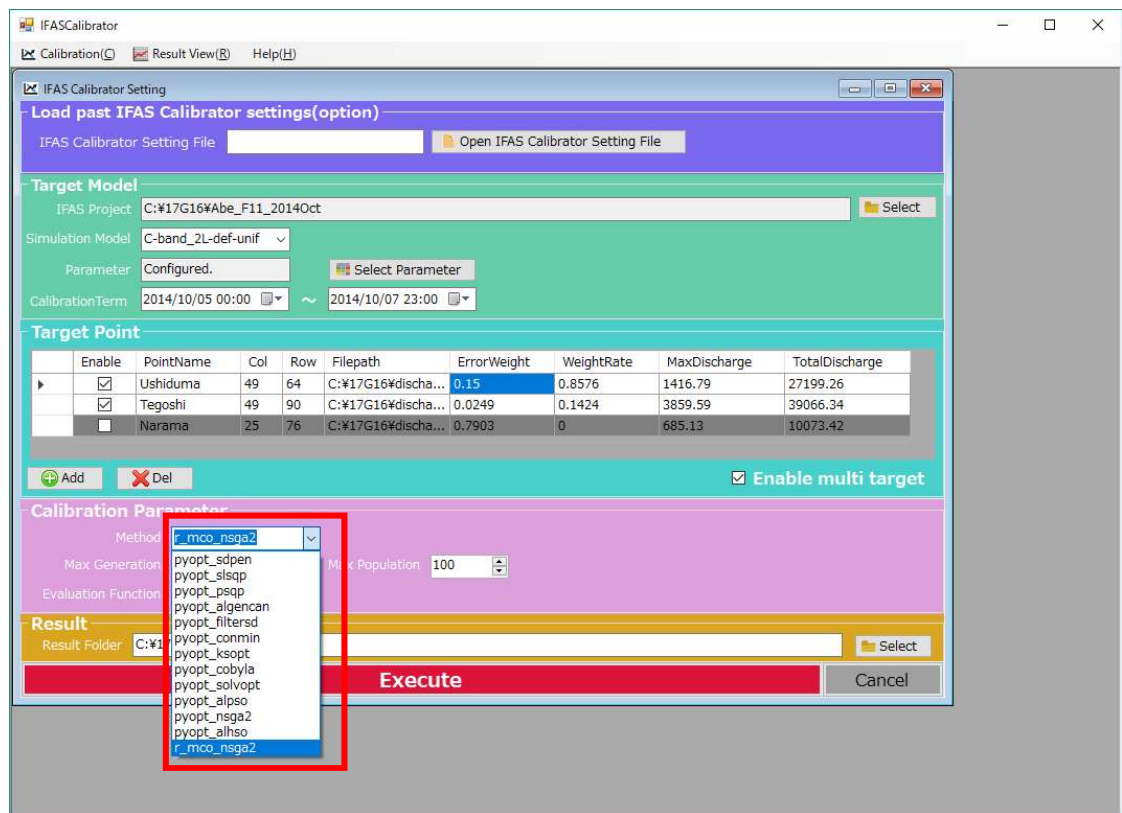 IFASCalibrator
Calibration(C) Result View(R) Help(H)
IFAS Calibrator Setting
Load past IFAS Calibrator settings(option)
IFAS Calibrator Setting File Open IFAS Calibrator Setting File
Target Model
IFAS Project C:¥17G16¥Abe_F11_2014Oct Select
Simulation Model C-band_2L-def-unif
Parameter Configured. Select Parameter
CalibrationTerm 2014/10/05 00:00 ~ 2014/10/07 23:00
Target Point
Enable PointName Col Row Filepath ErrorWeight WeightRate MaxDischarge TotalDischarge
Ushiduma 49 64 C:¥17G16¥discha... 0.15 0.8576 1416.79 27199.26
Tegoshi 49 90 C:¥17G16¥discha... 0.0249 0.1424 3859.59 39066.34
Narama 25 76 C:¥17G16¥discha... 0.7903 0 685.13 10073.42
Add Del Enable multi target
Calibration Parameter
Method r_mco_nsga2
pyopt_sdpen
Max Generation Max Population 100
pyopt_slsqp
pyopt_psqp
pyopt_algencan
Evaluation Function
pyopt_filtersd
Result
pyopt_conmin
Result Folder C:¥17 Select
pyopt_ksopt
pyopt_cobyla
Execute Cancel
pyopt_solvopt
pyopt_alpso
pyopt_nsga2
pyopt_alhso
r_mco_nsga2